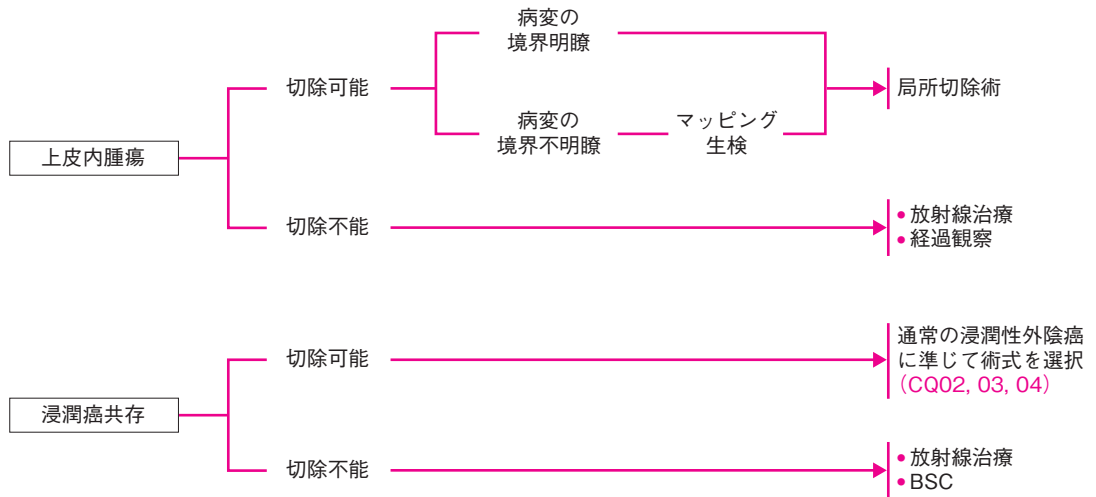 上皮内腫瘍
切除可能
病変の
境界明瞭
病変の
境界不明瞭
マッピング
生検
局所切除術
切除不能
• 放射線治療
• 経過観察
浸潤癌共存
切除可能
通常の浸潤性外陰癌
に準じて術式を選択
（CQ02, 03, 04）
切除不能
• 放射線治療
• BSC